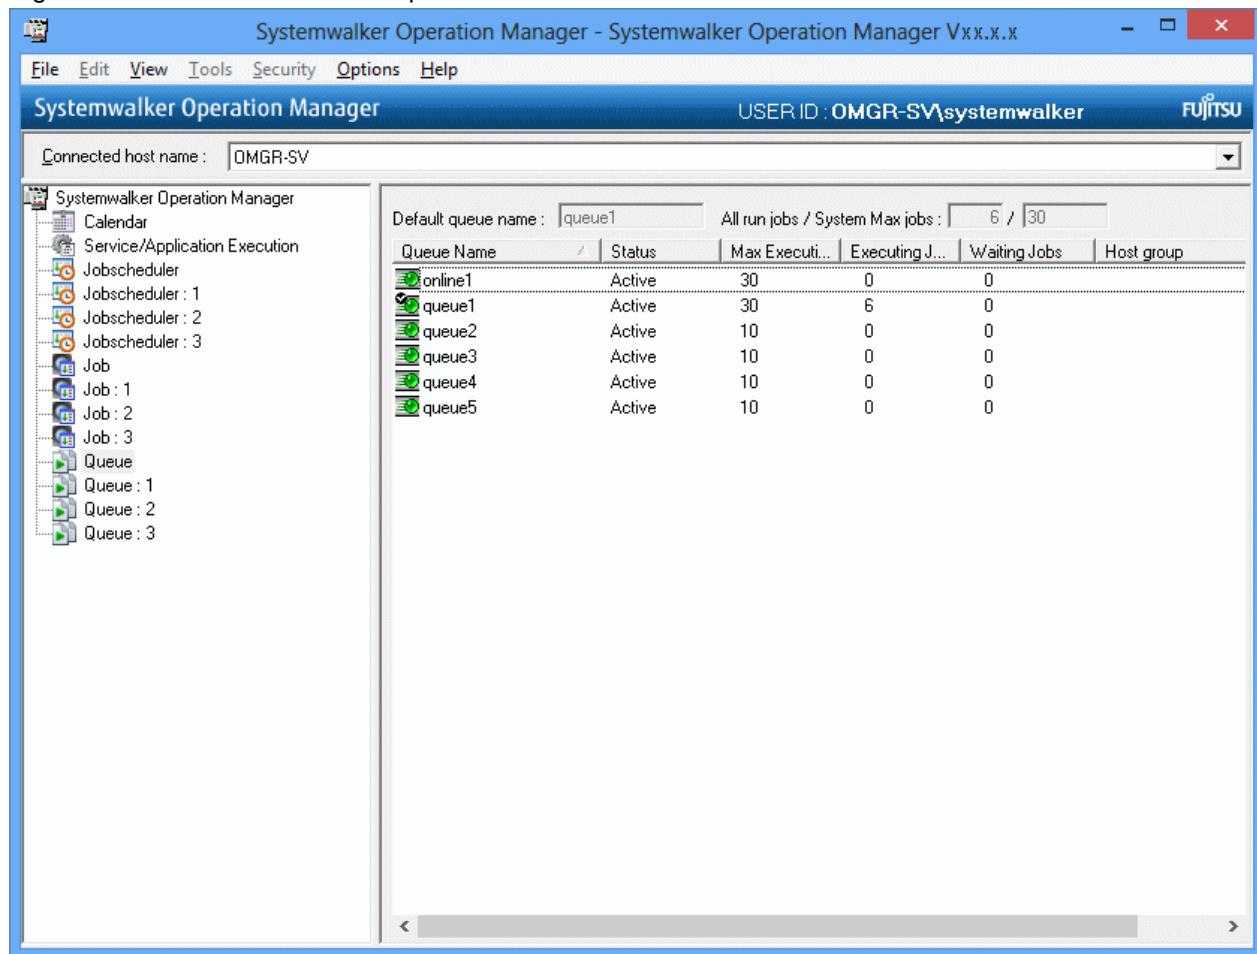 Systemwalker Operation Manager - Systemwalker Operation Manager Vxx.x.x
File Edit View Tools Security Options Help
Systemwalker Operation Manager USER ID : OMGR-SV\systemwalker FUJITSU
Connected host name : OMGR-SV
Systemwalker Operation Manager
Calendar
Service/Application Execution
Jobscheduler
Jobscheduler : 1
Jobscheduler : 2
Jobscheduler : 3
Job
Job : 1
Job : 2
Job : 3
Queue
Queue : 1
Queue : 2
Queue : 3
Default queue name : queue1 All run jobs / System Max jobs : 6 / 30
Queue Name Status Max Executi... Executing J... Waiting Jobs Host group
online1 Active 30 0 0
queue1 Active 30 6 0
queue2 Active 10 0 0
queue3 Active 10 0 0
queue4 Active 10 0 0
queue5 Active 10 0 0